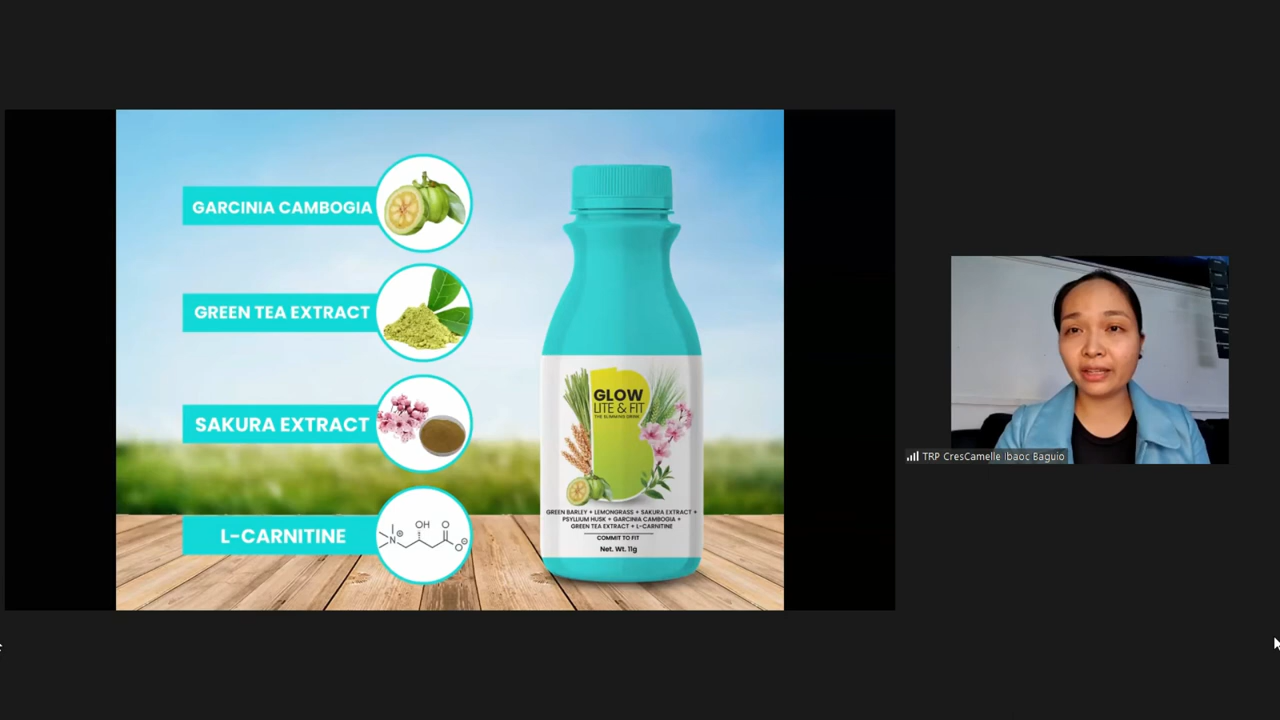 GARCINIA CAMBOGIA
GREEN TEA EXTRACT
SAKURA EXTRACT
L-CARNITINE
OH
O
N⊕
O⊖
GLOW
LITE & FIT
THE SLIMMING DRINK
GREEN BARLEY + LEMONGRASS + SAKURA EXTRACT +
PSYLLIUM HUSK + GARCINIA CAMBOGIA +
GREEN TEA EXTRACT + L-CARNITINE
COMMIT TO FIT
Net. Wt. 11g
TRP CresCamelle Ibaoc Baguio